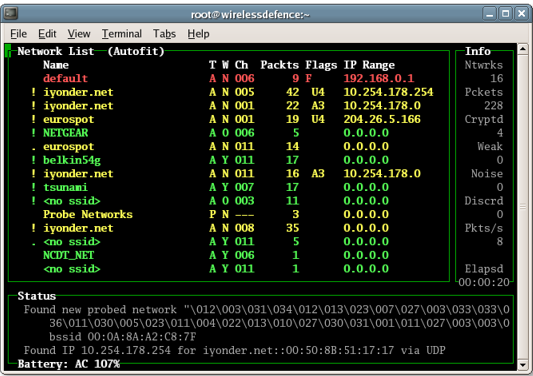 root@wirelessdefence:~
File Edit View Terminal Tabs Help
Network List (Autofit)
Name T W Ch Packts Flags IP Range
default A N 006 9 F 192.168.0.1
! iyonder.net A N 005 42 U4 10.254.178.254
! iyonder.net A N 001 22 A3 10.254.178.0
! eurospot A N 001 19 U4 204.26.5.166
! NETGEAR A O 006 5 0.0.0.0
. eurospot A N 011 14 0.0.0.0
! belkin54g A Y 011 17 0.0.0.0
! iyonder.net A N 011 16 A3 10.254.178.0
! tsunami A Y 007 17 0.0.0.0
! <no ssid> A O 003 11 0.0.0.0
Probe Networks P N --- 3 0.0.0.0
! iyonder.net A N 008 35 0.0.0.0
. <no ssid> A Y 011 5 0.0.0.0
NCDT_NET A Y 006 1 0.0.0.0
<no ssid> A Y 011 1 0.0.0.0
Info
Ntwrks
16
Pckets
228
Cryptd
4
Weak
0
Noise
0
Discrd
0
Pkts/s
8
Elapsd
00:00:20
Status
Found new probed network "\012\003\031\034\012\013\023\007\027\003\033\033\0
36\011\030\005\023\011\004\022\013\010\027\030\031\001\011\027\003\003\0
bssid 00:0A:8A:A2:C8:7F
Found IP 10.254.178.254 for iyonder.net::00:50:8B:51:17:17 via UDP
Battery: AC 107%